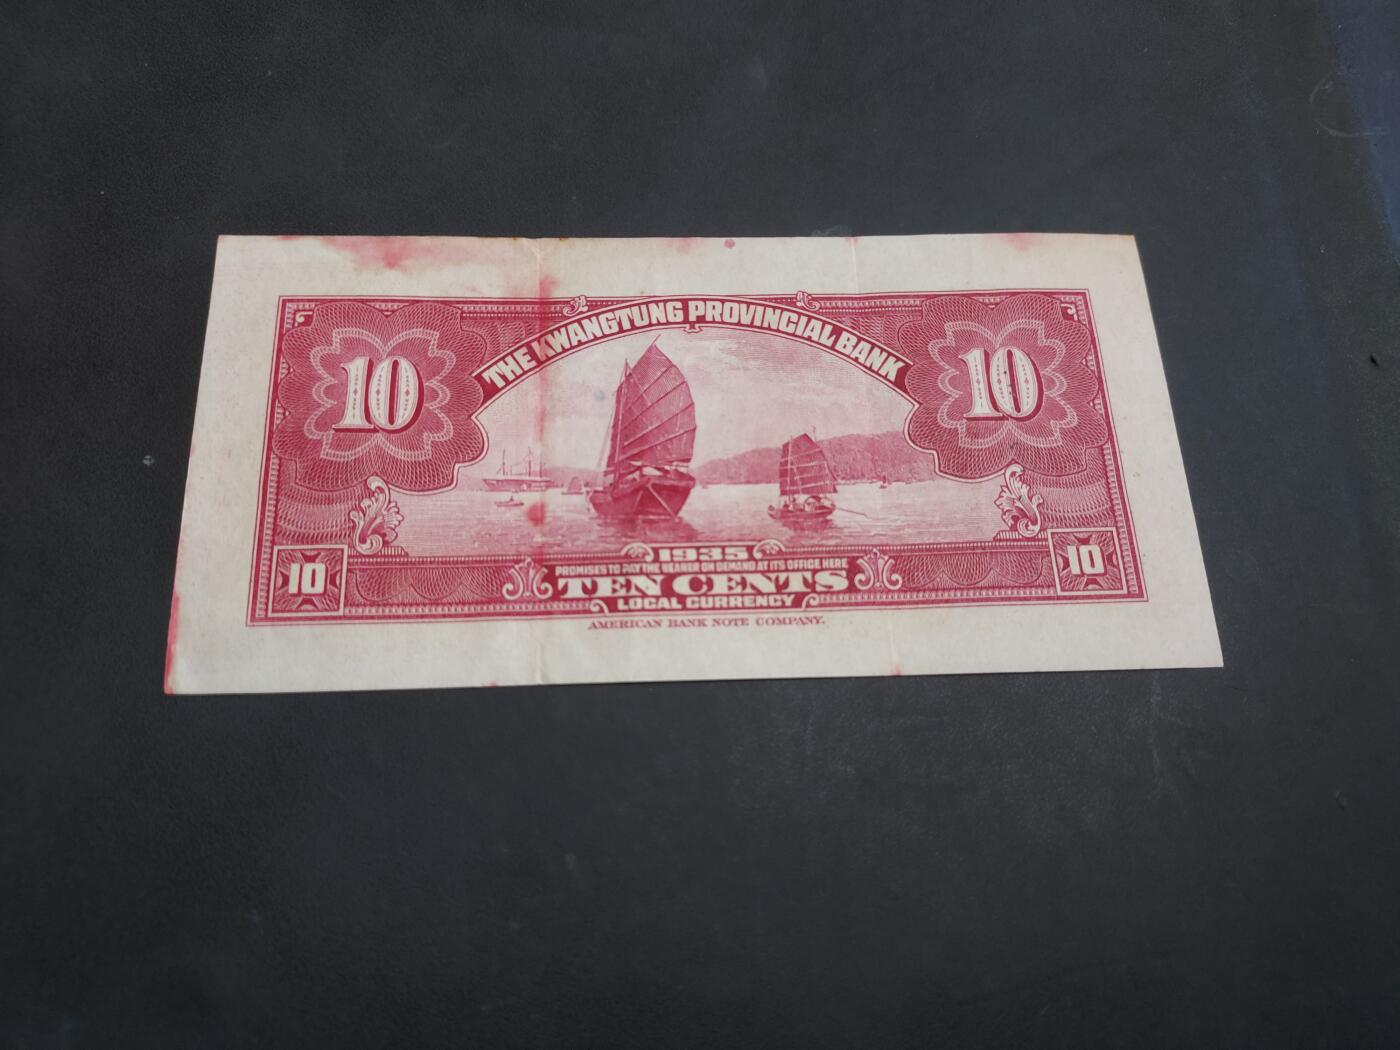 THE KWANGTUNG PROVINCIAL BANK
10
10
1935
PROMISES TO PAY THE BEARER ON DEMAND AT ITS OFFICE HERE
10
TEN CENTS
10
LOCAL CURRENCY
AMERICAN BANK NOTE COMPANY.